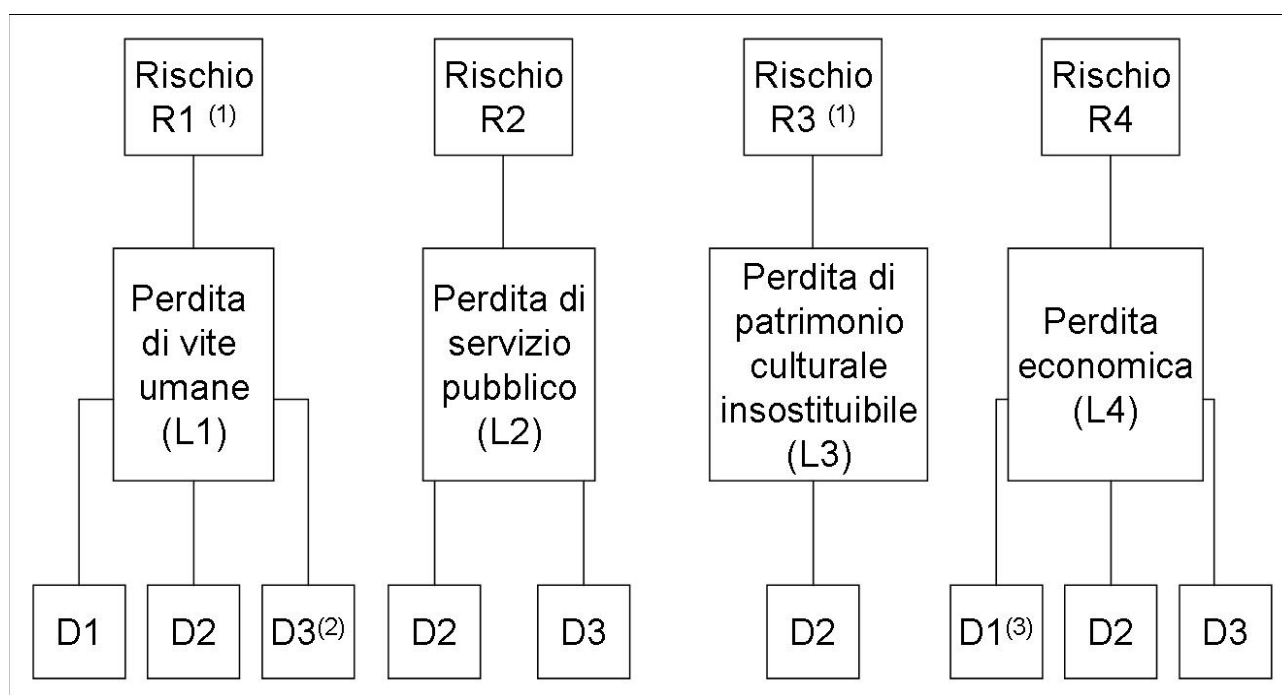 Rischio
R1 (1)
Rischio
R2
Rischio
R3 (1)
Rischio
R4
Perdita
di vite
umane
(L1)
Perdita di
servizio
pubblico
(L2)
Perdita di
patrimonio
culturale
insostituibile
(L3)
Perdita
economica
(L4)
D1
D2
D3(2)
D2
D3
D2
D1(3)
D2
D3